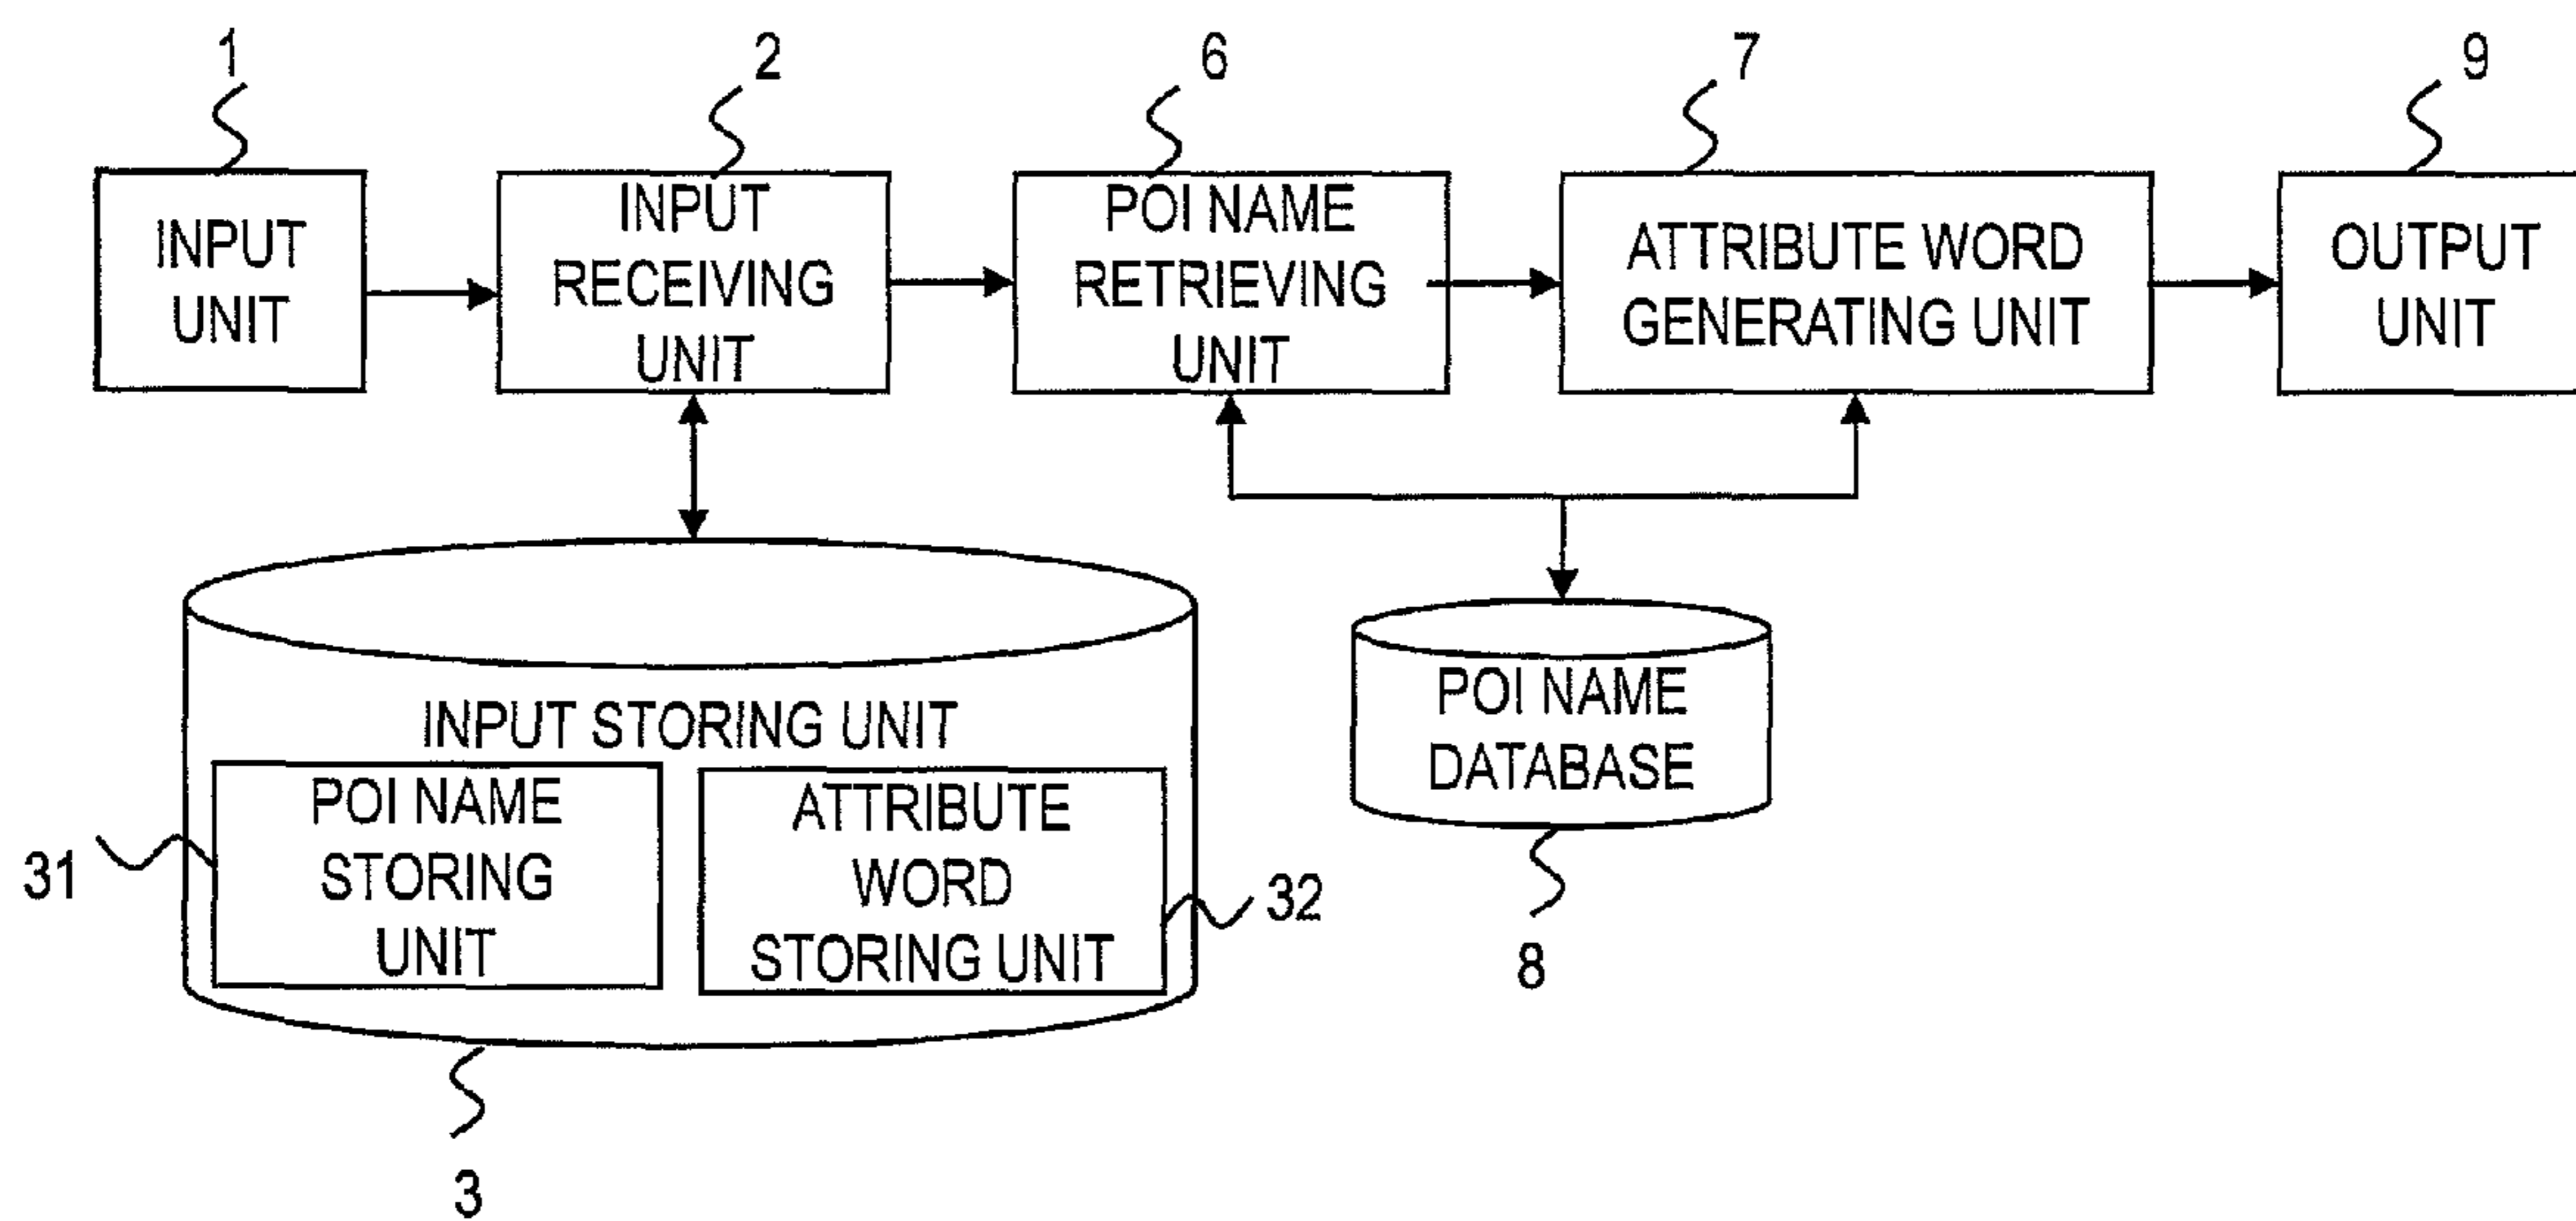 1
2
6
7
9
INPUT
UNIT
INPUT
RECEIVING
UNIT
POI NAME
RETRIEVING
UNIT
ATTRIBUTE WORD
GENERATING UNIT
OUTPUT
UNIT
INPUT STORING UNIT
POI NAME
STORING
UNIT
31
ATTRIBUTE
WORD
STORING UNIT
32
3
POI NAME
DATABASE
8